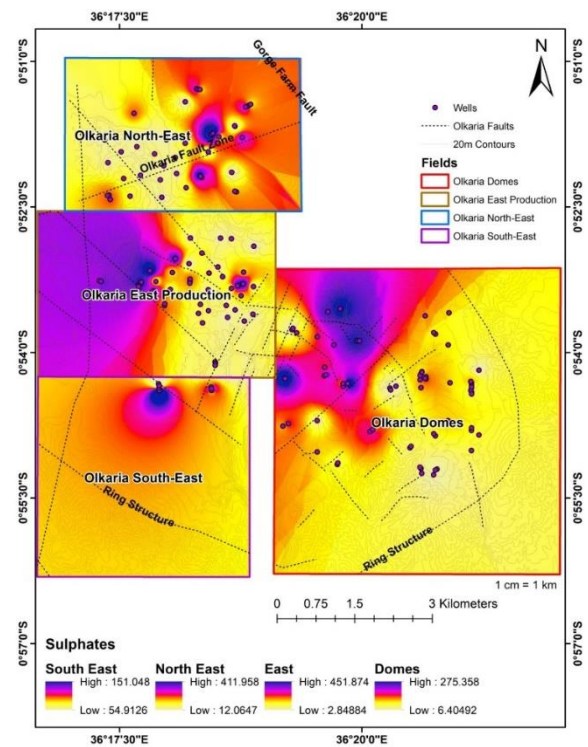 36°17'30"E 36°20'0"E
0°51'0"S 0°51'0"S
N
Gorge Farm Fault
Olkaria North-East
Olkaria Fault Zone
Wells
Olkaria Faults
20m Contours
Fields
Olkaria Domes
Olkaria East Production
Olkaria North-East
Olkaria South-East
0°52'30"S 0°52'30"S
Olkaria East Production
0°54'0"S 0°54'0"S
Olkaria Domes
Olkaria South-East
Ring Structure
0°55'30"S 0°55'30"S
Ring Structure
1 cm = 1 km
0 0.75 1.5 3 Kilometers
0°57'0"S 0°57'0"S
Sulphates
South East North East East Domes
High : 151.048 High : 411.958 High : 451.874 High : 275.358
Low : 54.9126 Low : 12.0647 Low : 2.84884 Low : 6.40492
36°17'30"E 36°20'0"E